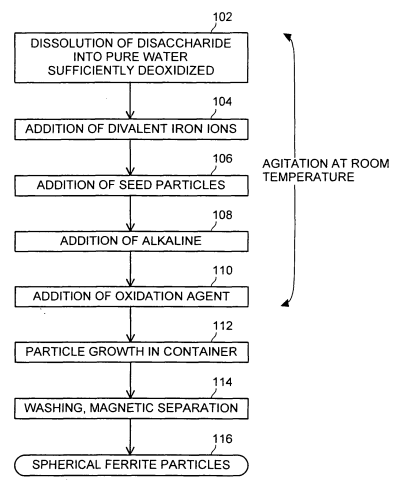 102
DISSOLUTION OF DISACCHARIDE
INTO PURE WATER
SUFFICIENTLY DEOXIDIZED
104
ADDITION OF DIVALENT IRON IONS
106
ADDITION OF SEED PARTICLES
AGITATION AT ROOM
TEMPERATURE
108
ADDITION OF ALKALINE
110
ADDITION OF OXIDATION AGENT
112
PARTICLE GROWTH IN CONTAINER
114
WASHING, MAGNETIC SEPARATION
116
SPHERICAL FERRITE PARTICLES